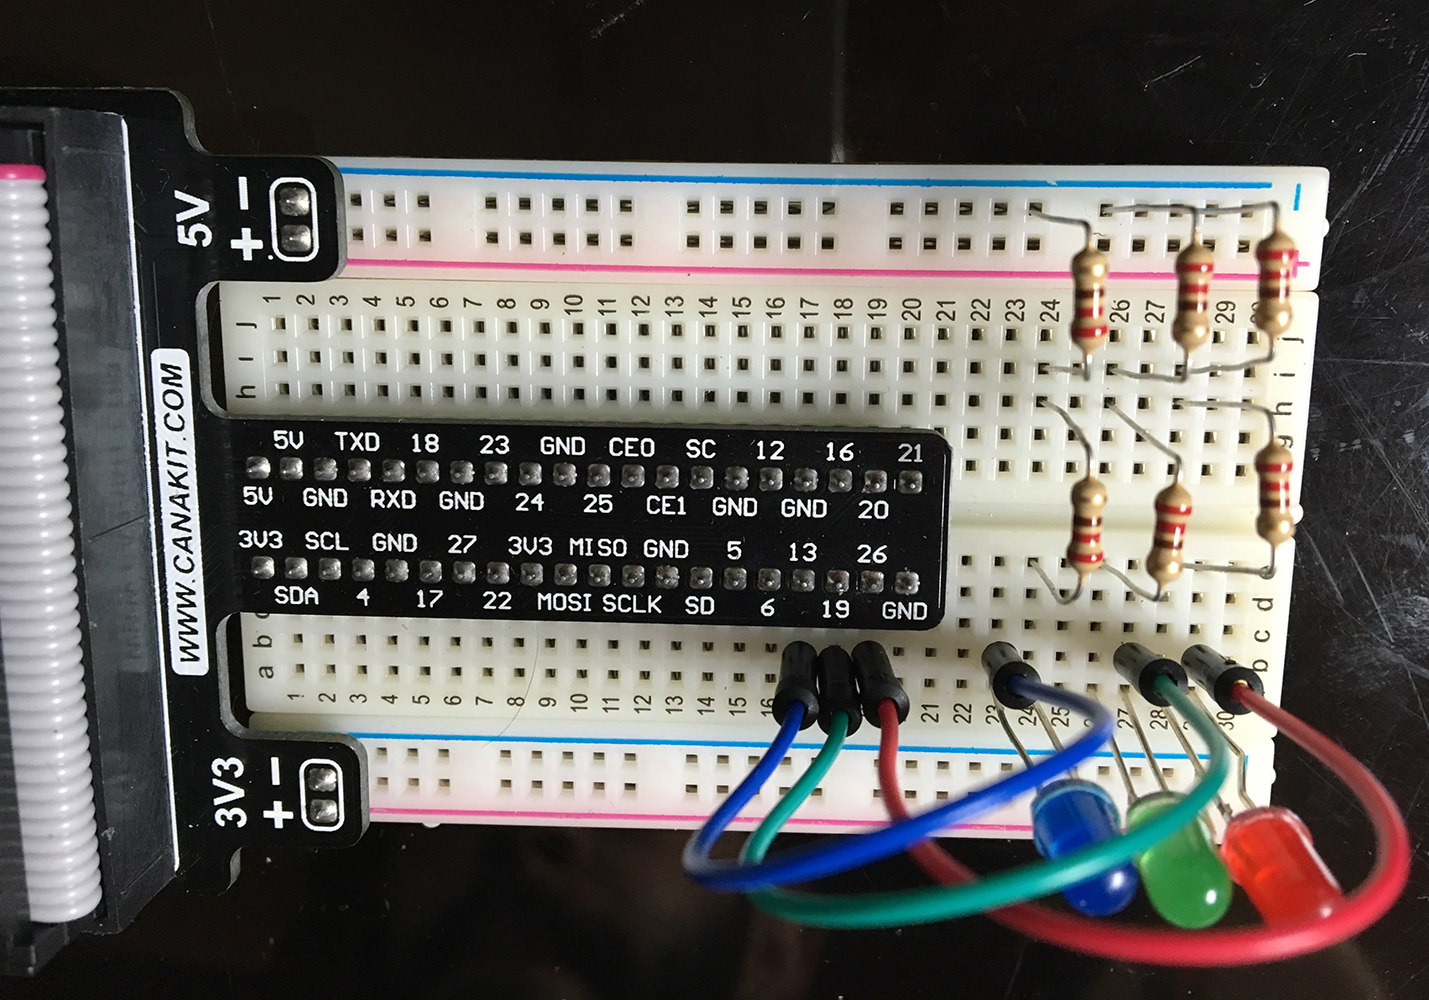 5V
− +
1 2 3 4 5 6 7 8 9 10 11 12 13 14 15 16 17 18 19 20 21 22 23 24 26 27 29
j j
i i
h h
g
5V TXD 18 23 GND CE0 SC 12 16 21
5V GND RXD GND 24 25 CE1 GND GND 20
3V3 SCL GND 27 3V3 MISO GND 5 13 26
SDA 4 17 22 MOSI SCLK SD 6 19 GND
WWW.CANAKIT.COM
d
c
b b
a
1 2 3 4 5 6 7 8 9 10 11 12 13 14 15 16 21 22 23 24 25 27 28 30
3V3
− +